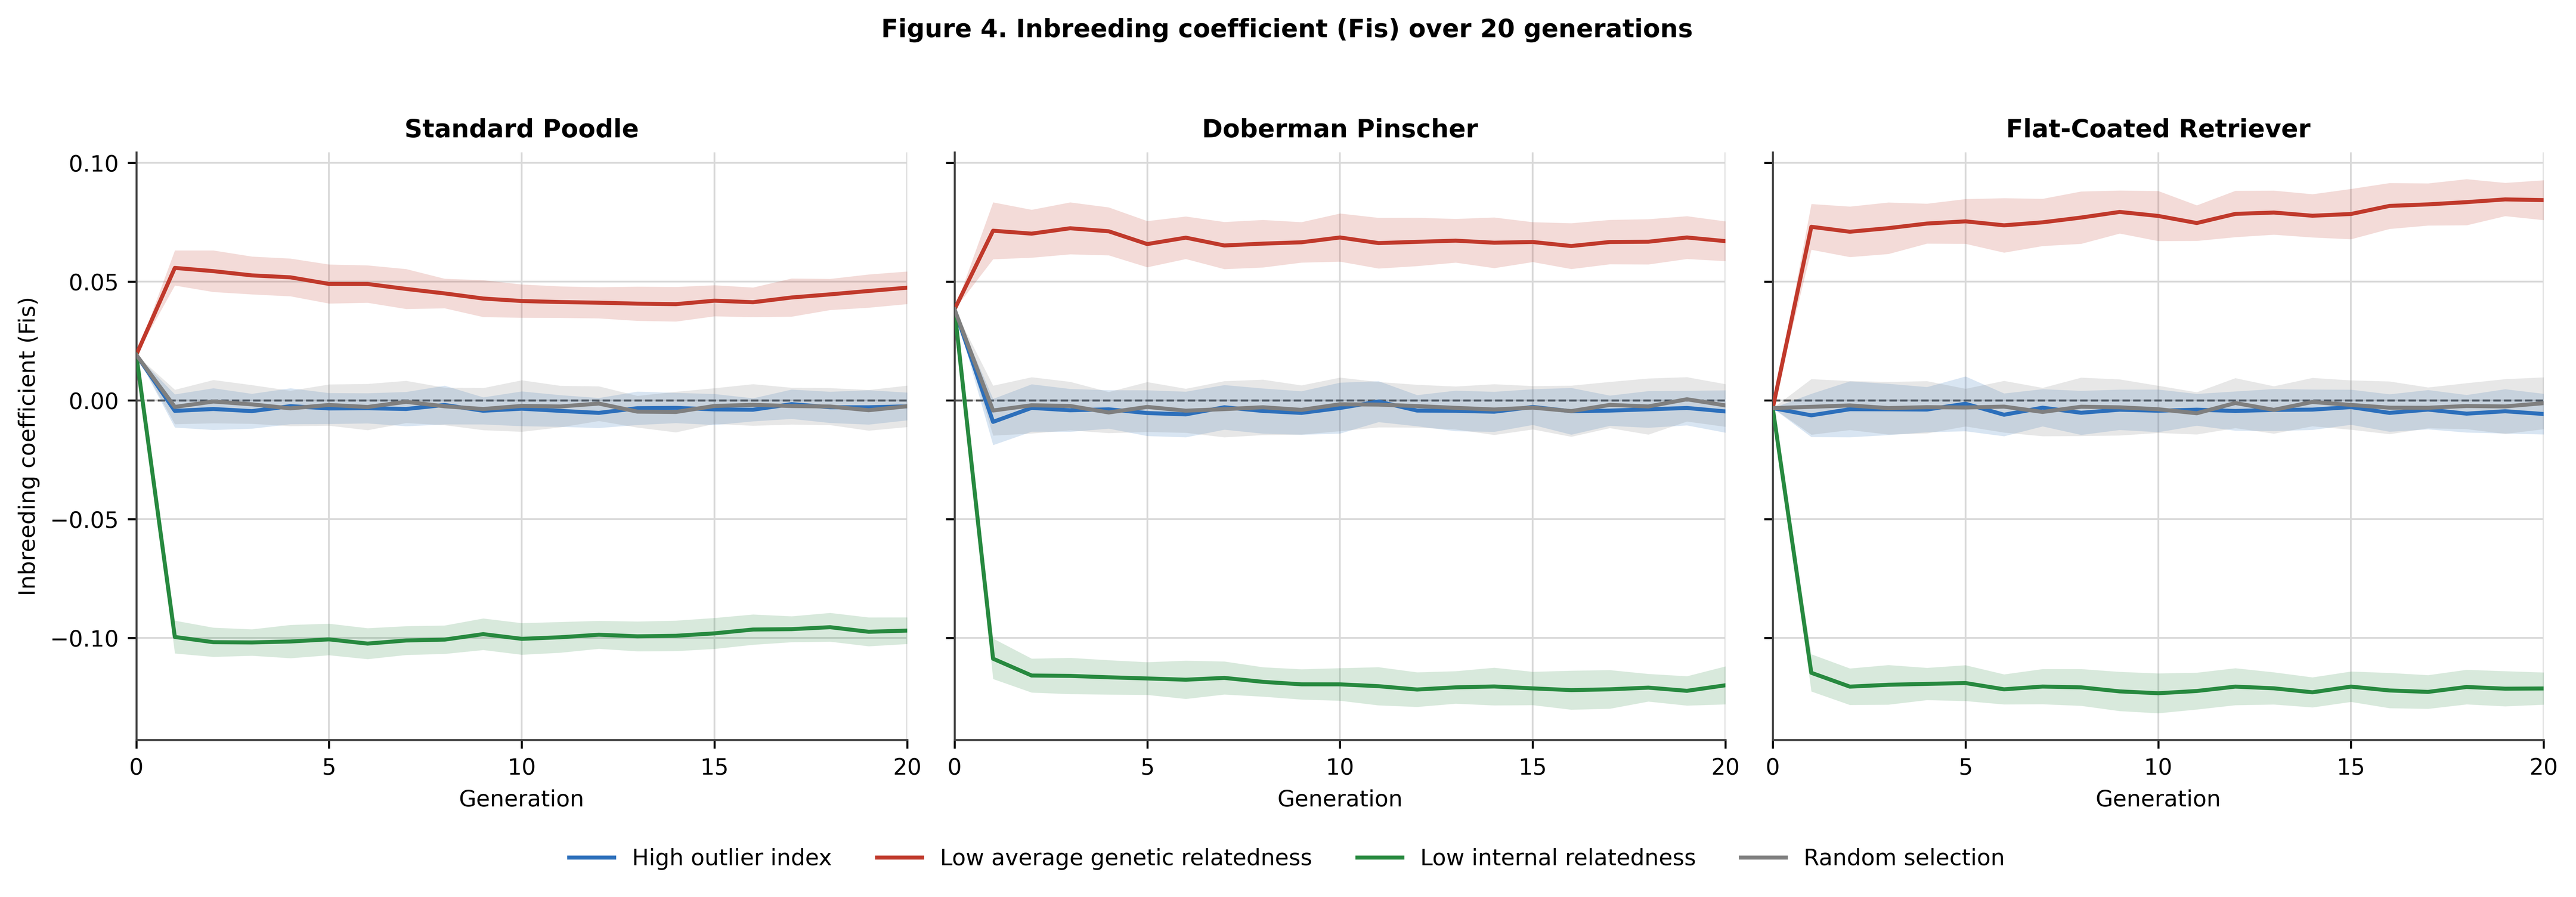 Figure 4. Inbreeding coefficient (Fis) over 20 generations
Standard Poodle
Doberman Pinscher
Flat-Coated Retriever
Inbreeding coefficient (Fis)
0.10
0.05
0.00
−0.05
−0.10
0 5 10 15 20
0 5 10 15 20
0 5 10 15 20
Generation
Generation
Generation
High outlier index
Low average genetic relatedness
Low internal relatedness
Random selection